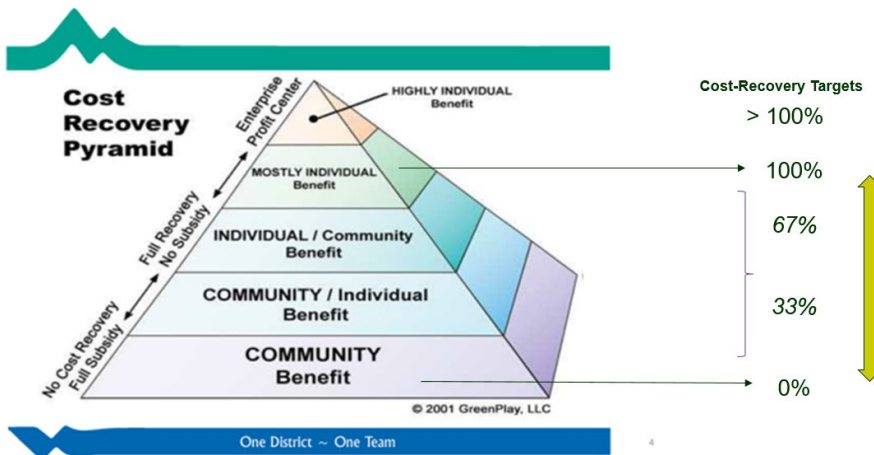 Cost
Recovery
Pyramid
Enterprise
Profit Center
HIGHLY INDIVIDUAL
Benefit
MOSTLY INDIVIDUAL
Benefit
Full Recovery
No Subsidy
INDIVIDUAL / Community
Benefit
COMMUNITY / Individual
Benefit
No Cost Recovery
Full Subsidy
COMMUNITY
Benefit
© 2001 GreenPlay, LLC
Cost-Recovery Targets
> 100%
100%
67%
33%
0%
One District ~ One Team
4